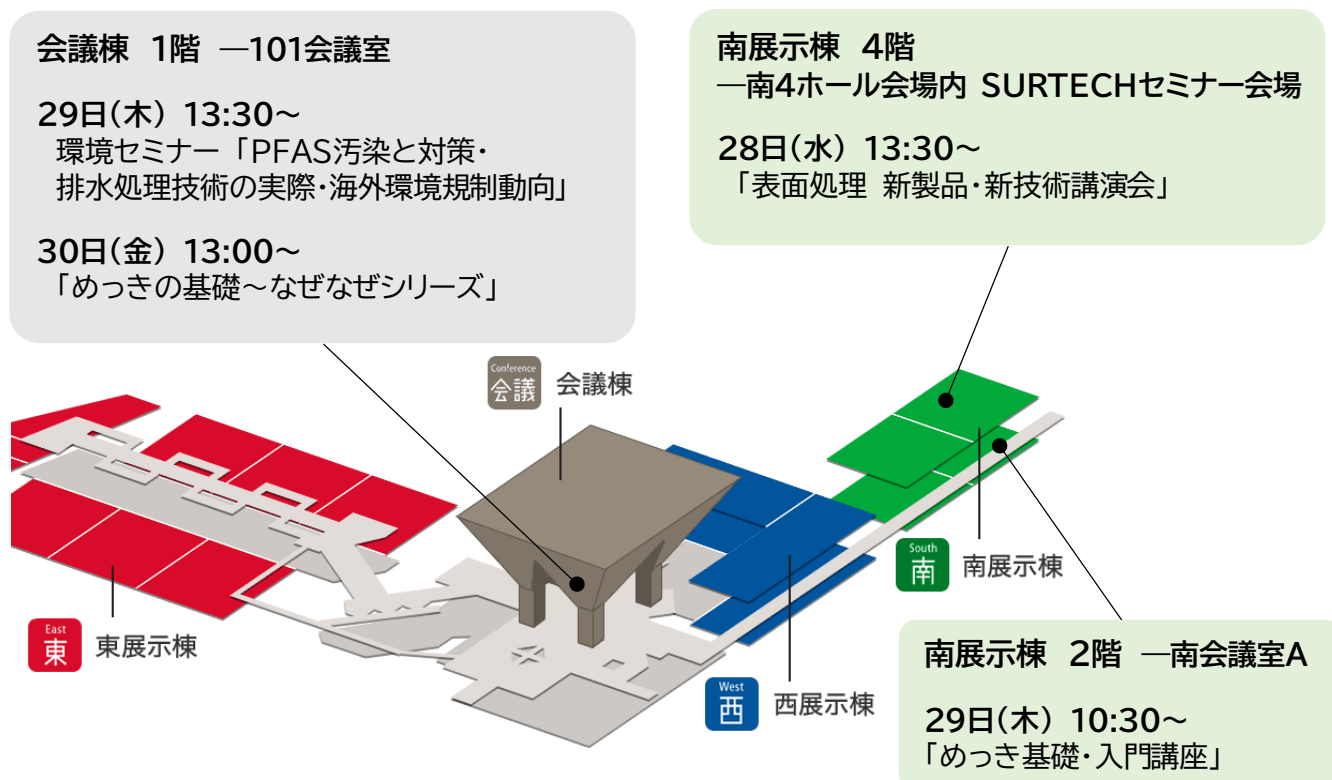 会議棟 1階 ―101会議室
29日(木) 13:30～
環境セミナー「PFAS汚染と対策・
排水処理技術の実際・海外環境規制動向」
30日(金) 13:00～
「めっきの基礎～なぜなぜシリーズ」
南展示棟 4階
―南4ホール会場内 SURTECHセミナー会場
28日(水) 13:30～
「表面処理 新製品・新技術講演会」
Conference
会議
会議棟
South
南
南展示棟
East
東
東展示棟
West
西
西展示棟
南展示棟 2階 ―南会議室A
29日(木) 10:30～
「めっき基礎・入門講座」